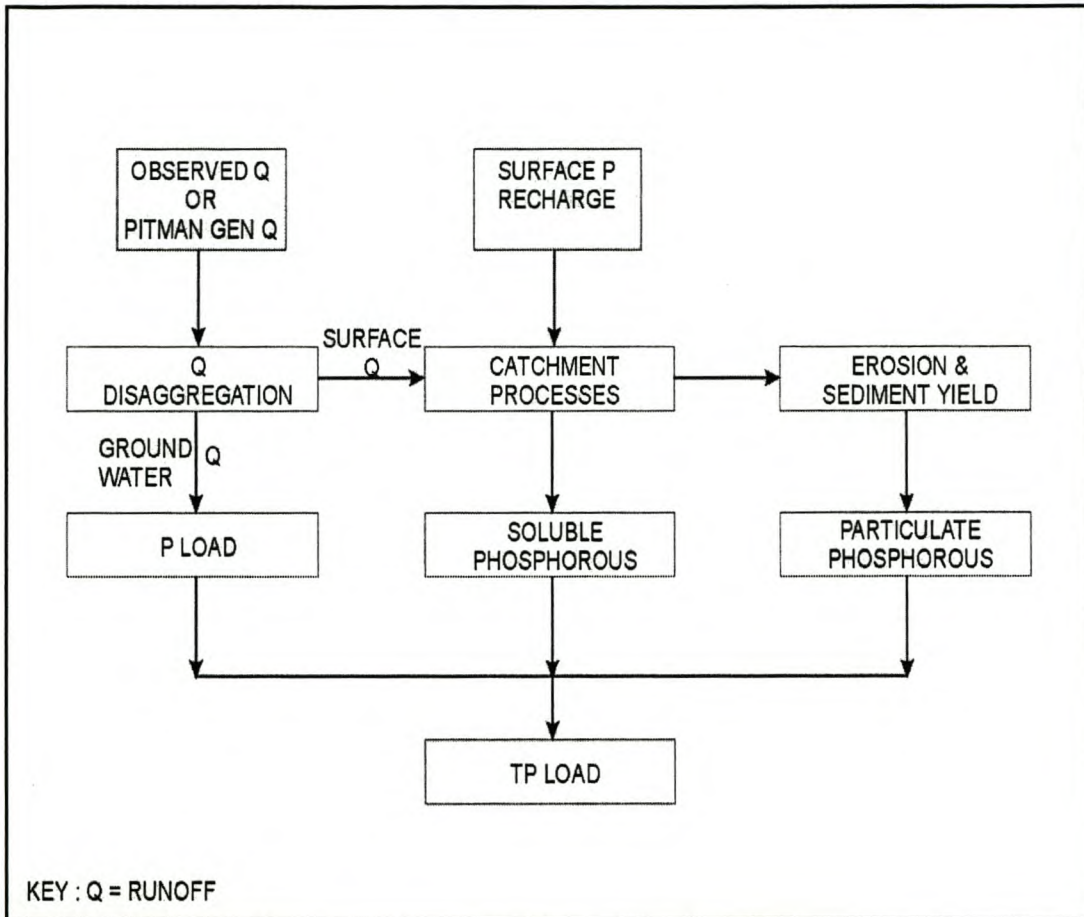 OBSERVED Q
OR
PITMAN GEN Q
SURFACE P
RECHARGE
Q
DISAGGREGATION
SURFACE
Q
CATCHMENT
PROCESSES
EROSION &
SEDIMENT YIELD
GROUND Q
WATER
P LOAD
SOLUBLE
PHOSPHOROUS
PARTICULATE
PHOSPHOROUS
TP LOAD
KEY : Q = RUNOFF